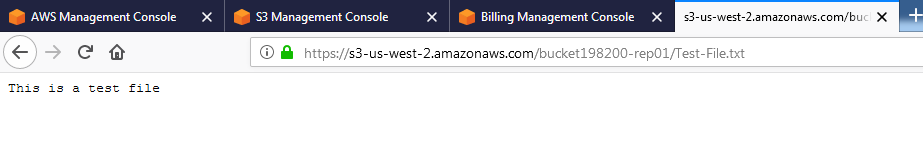 AWS Management Console
S3 Management Console
Billing Management Console
s3-us-west-2.amazonaws.com/buc
https://s3-us-west-2.amazonaws.com/bucket198200-rep01/Test-File.txt
This is a test file